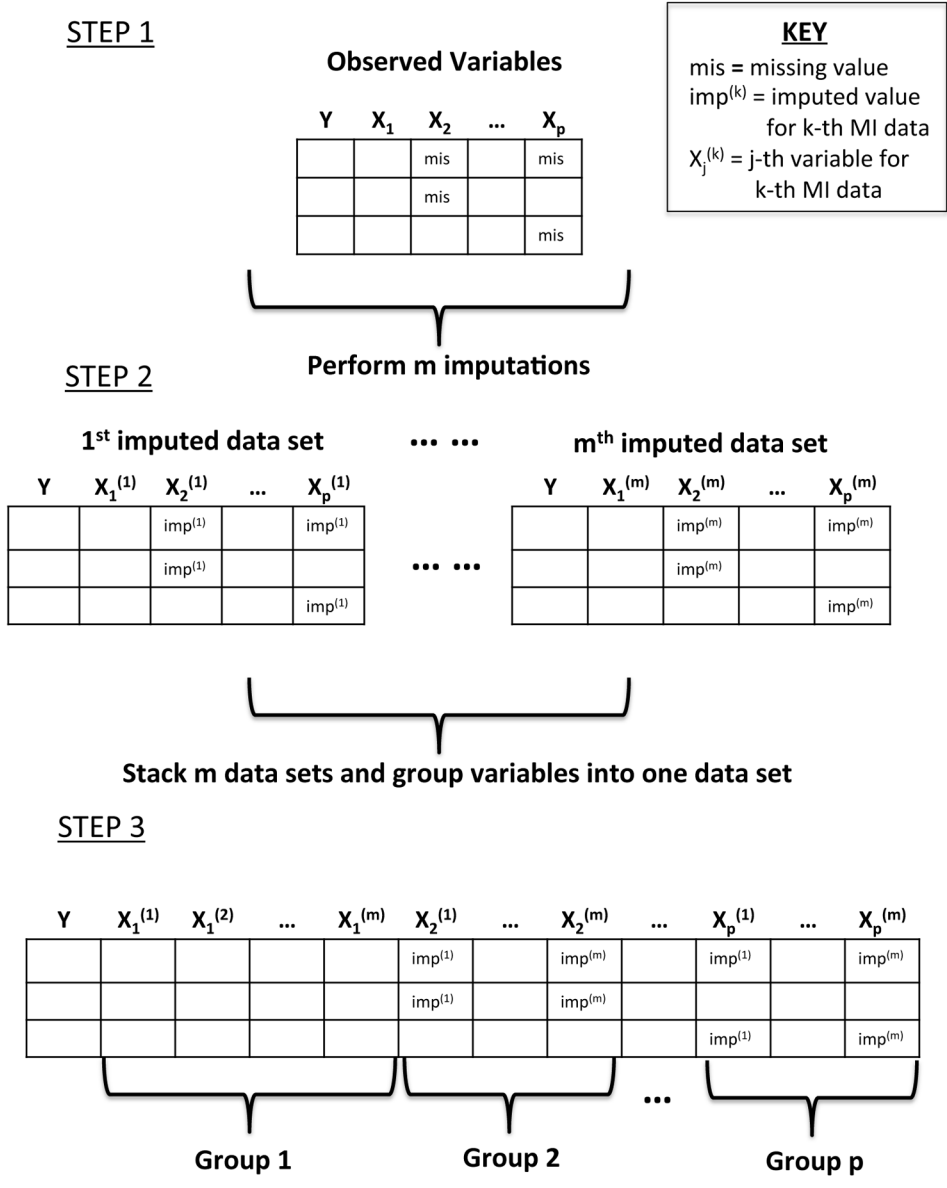 STEP 1
KEY
mis = missing value
imp(k) = imputed value
for k-th MI data
Xj(k) = j-th variable for
k-th MI data
Observed Variables
Y X1 X2 ... Xp
mis mis
mis
mis
Perform m imputations
STEP 2
1st imputed data set ... ... mth imputed data set
Y X1(1) X2(1) ... Xp(1) Y X1(m) X2(m) ... Xp(m)
imp(1) imp(1) imp(m) imp(m)
imp(1) ... ... imp(m)
imp(1) imp(m)
Stack m data sets and group variables into one data set
STEP 3
Y X1(1) X1(2) ... X1(m) X2(1) ... X2(m) ... Xp(1) ... Xp(m)
imp(1) imp(m) imp(1) imp(m)
imp(1) imp(m)
imp(1) imp(m)
...
Group 1 Group 2 Group p